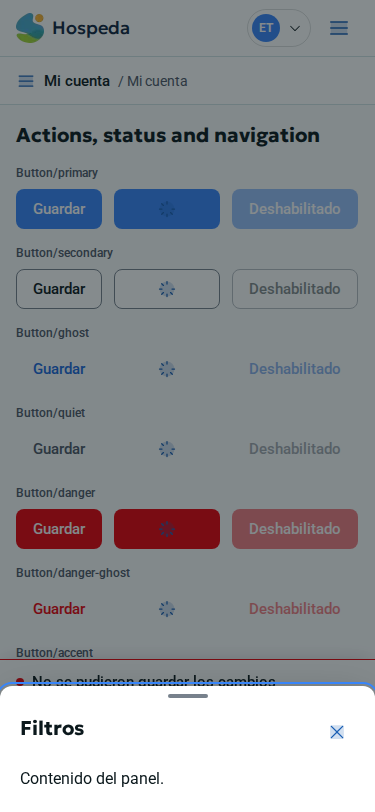 Hospeda
ET
Mi cuenta / Mi cuenta
Actions, status and navigation
Button/primary
Guardar
Deshabilitado
Button/secondary
Guardar
Deshabilitado
Button/ghost
Guardar
Deshabilitado
Button/quiet
Guardar
Deshabilitado
Button/danger
Guardar
Deshabilitado
Button/danger-ghost
Guardar
Deshabilitado
Button/accent
No se pudieron guardar los cambios
Filtros
Contenido del panel.